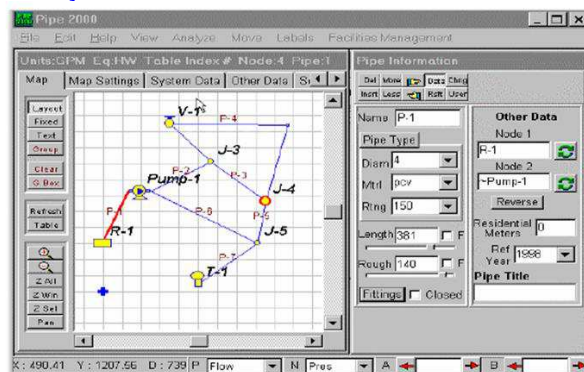 Pipe 2000
File Edit Help View Analyze Move Labels Facilities Management
Units:GPM Eq:HW Table Index# Node:4 Pipe:1
Map Map Settings System Data Other Data
Layout
Fixed
Text
Group
Clear
G.Box
Refresh
Table
Z All
Z Win
Z Sel
Pan
V-1
P-4
J-3
P-2
Pump-1
P-3
J-4
P-1
P-6
P-5
R-1
J-5
P-7
T-1
Pipe Information
Del More Data Chng
Insrt Less Rslt User
Name P-1
Pipe Type
Diam 4
Mtrl pcv
Rtng 150
Length 381 F
Rough 140 F
Fittings Closed
Other Data
Node 1
R-1
Node 2
~Pump-1
Reverse
Residential Meters 0
Ref Year 1998
Pipe Title
X: 490.41 Y: 1207.56 D: 739 P Flow N Pres A B